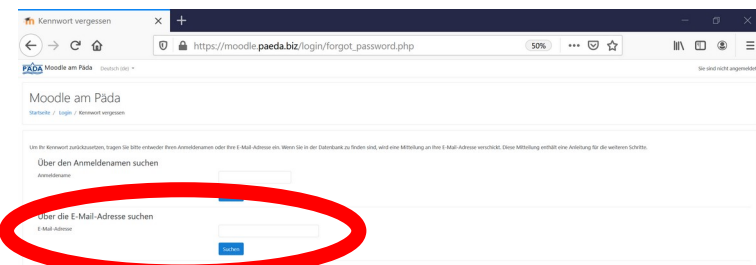 Kennwort vergessen
https://moodle.paeda.biz/login/forgot_password.php
50%
PÄDA Moodle am Päda Deutsch (de)
Sie sind nicht angemeldet
Moodle am Päda
Startseite / Login / Kennwort vergessen
Um Ihr Kennwort zurückzusetzen, tragen Sie bitte entweder Ihren Anmeldenamen oder Ihre E-Mail-Adresse ein. Wenn Sie in der Datenbank zu finden sind, wird eine Mitteilung an Ihre E-Mail-Adresse verschickt. Diese Mitteilung enthält eine Anleitung für die weiteren Schritte.
Über den Anmeldenamen suchen
Anmeldename
Über die E-Mail-Adresse suchen
E-Mail-Adresse
Suchen